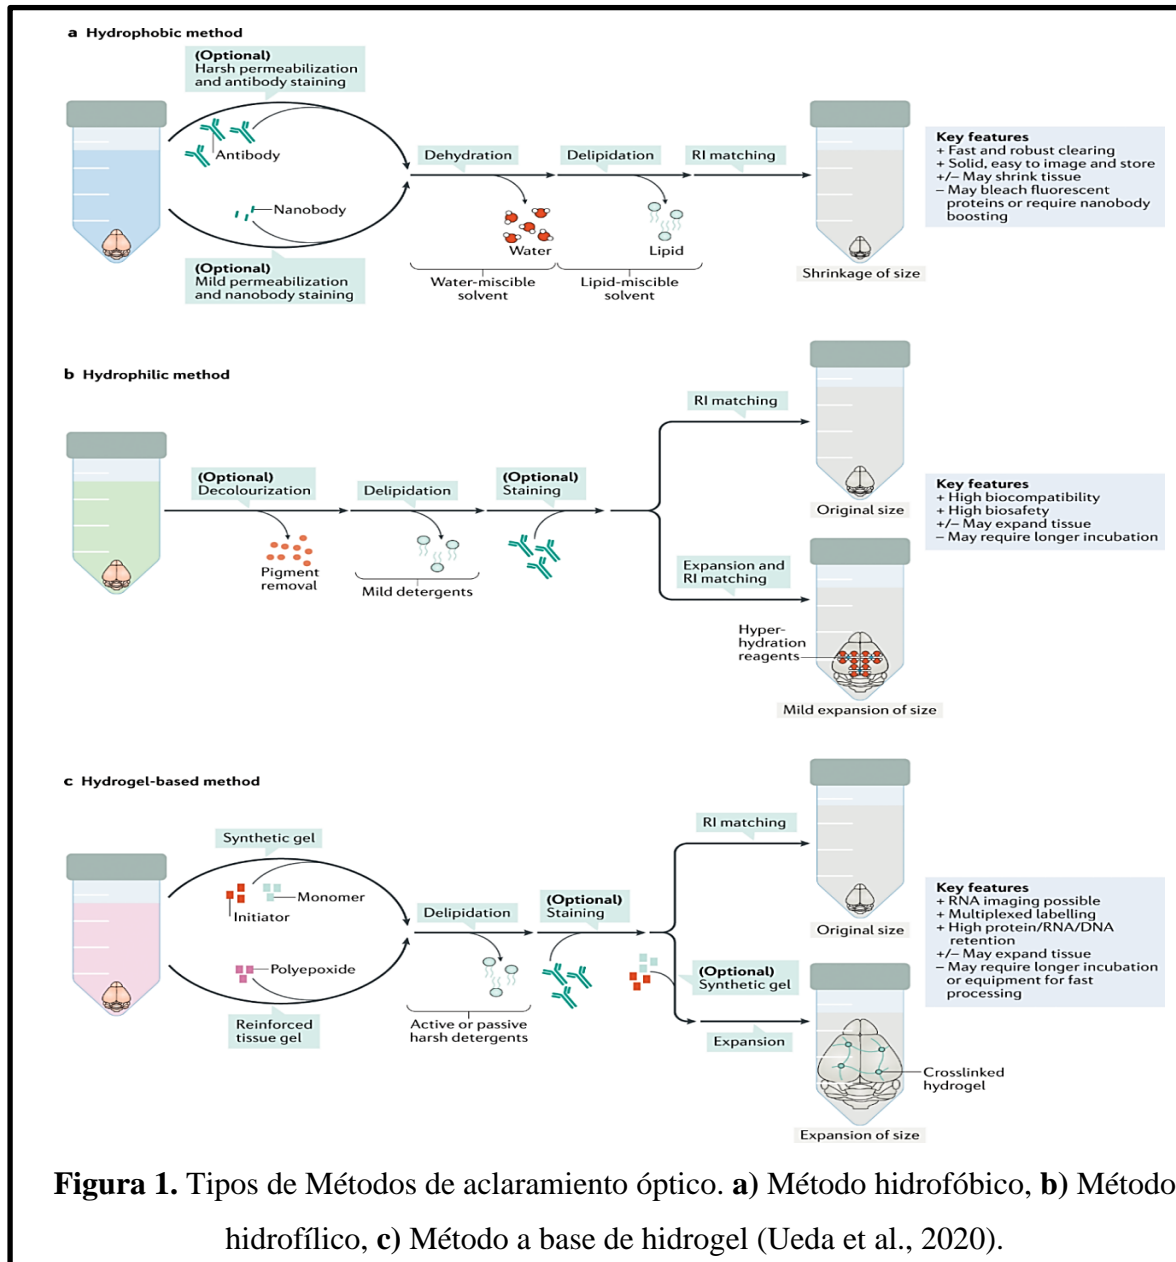 a Hydrophobic method
(Optional)
Harsh permeabilization
and antibody staining
Antibody
Nanobody
(Optional)
Mild permeabilization
and nanobody staining
Dehydration
Water
Water-miscible
solvent
Delipidation
Lipid
Lipid-miscible
solvent
RI matching
Shrinkage of size
Key features
+ Fast and robust clearing
+ Solid, easy to image and store
+/– May shrink tissue
– May bleach fluorescent
proteins or require nanobody
boosting
b Hydrophilic method
(Optional)
Decolourization
Pigment
removal
Delipidation
Mild detergents
(Optional)
Staining
RI matching
Original size
Expansion and
RI matching
Hyper-
hydration
reagents
Mild expansion of size
Key features
+ High biocompatibility
+ High biosafety
+/– May expand tissue
– May require longer incubation
c Hydrogel-based method
Synthetic gel
Monomer
Initiator
Polyepoxide
Reinforced
tissue gel
Delipidation
Active or passive
harsh detergents
(Optional)
Staining
RI matching
Original size
(Optional)
Synthetic gel
Expansion
Crosslinked
hydrogel
Expansion of size
Key features
+ RNA imaging possible
+ Multiplexed labelling
+ High protein/RNA/DNA
retention
+/– May expand tissue
– May require longer incubation
or equipment for fast
processing
Figura 1. Tipos de Métodos de aclaramiento óptico. a) Método hidrofóbico, b) Método
hidrofílico, c) Método a base de hidrogel (Ueda et al., 2020).